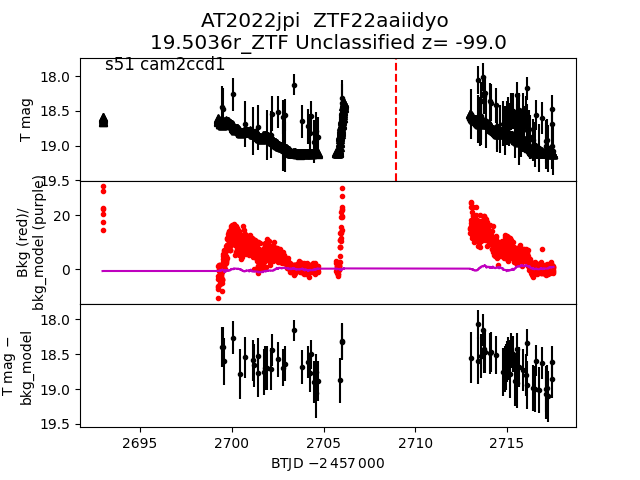 AT2022jpi  ZTF22aaiidyo
19.5036r_ZTF Unclassified z= -99.0
s51 cam2ccd1
18.0
18.5
19.0
19.5
T mag
20
0
Bkg (red)/
bkg_model (purple)
18.0
18.5
19.0
19.5
T mag −
bkg_model
2695
2700
2705
2710
2715
BTJD −2 457 000